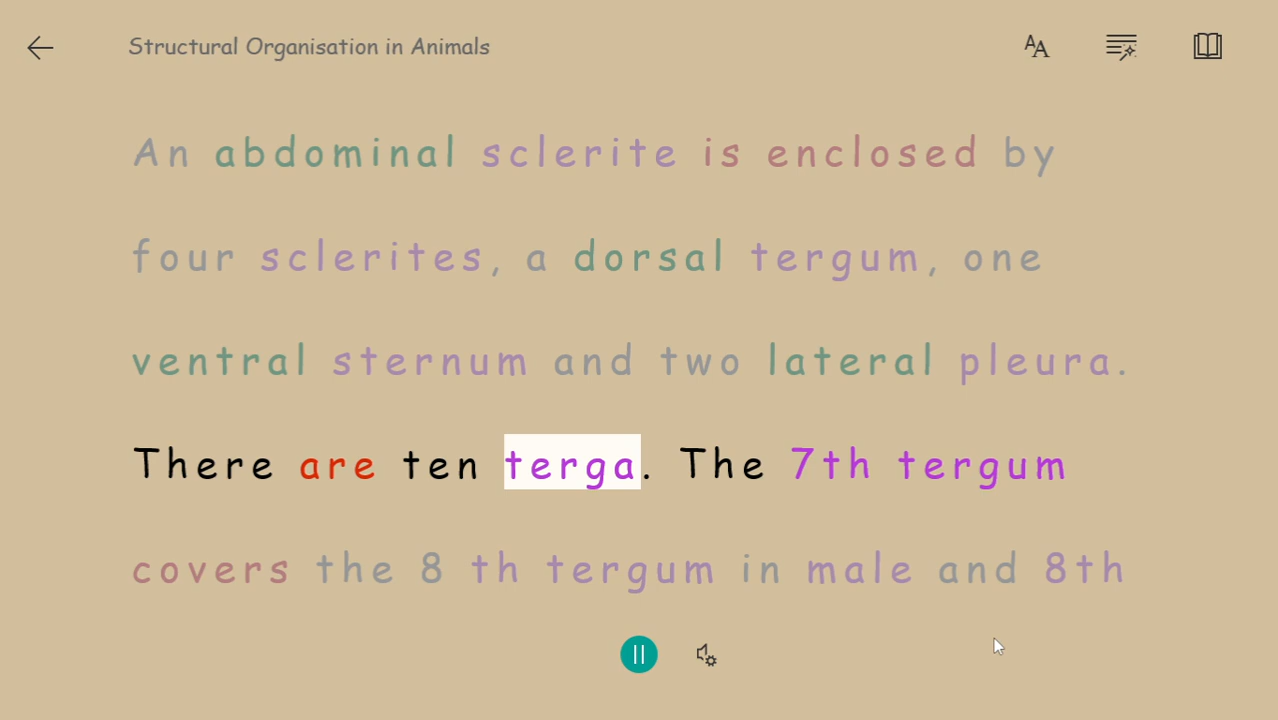 Structural Organisation in Animals
An abdominal sclerite is enclosed by
four sclerites, a dorsal tergum, one
ventral sternum and two lateral pleura.
There are ten terga. The 7th tergum
covers the 8 th tergum in male and 8th